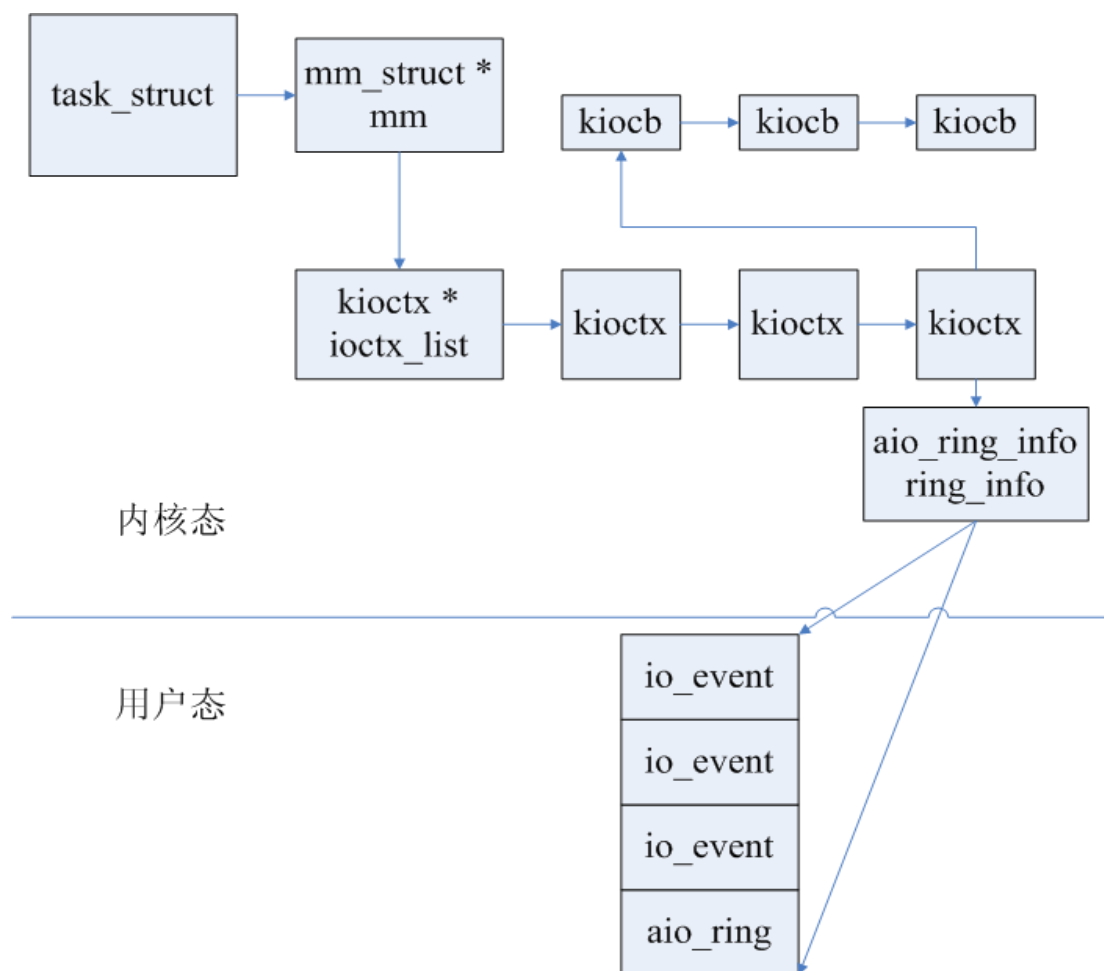 task_struct
mm_struct *
mm
kiocb
kiocb
kiocb
kioctx *
ioctx_list
kioctx
kioctx
kioctx
aio_ring_info
ring_info
内核态
用户态
io_event
io_event
io_event
aio_ring